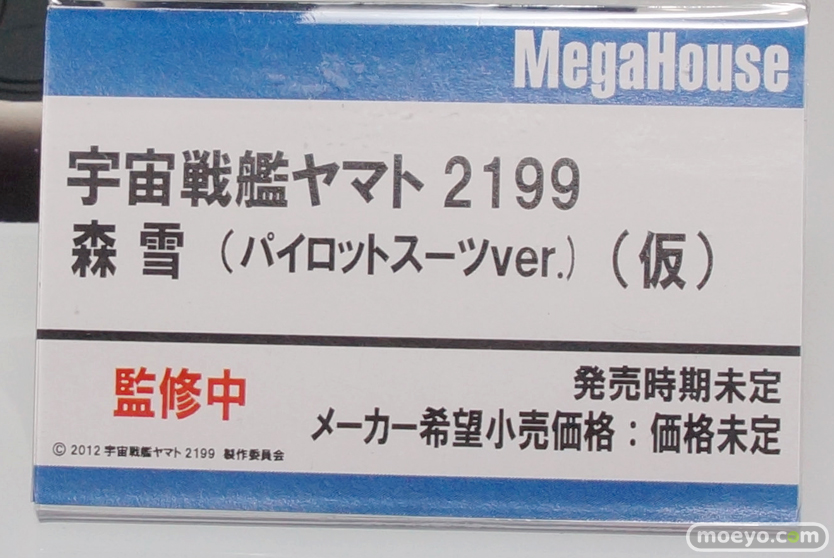 MegaHouse
宇宙戦艦ヤマト 2199
森 雪 （パイロットスーツver.）（仮）
監修中
発売時期未定
メーカー希望小売価格：価格未定
© 2012 宇宙戦艦ヤマト 2199 製作委員会
moeyo.com